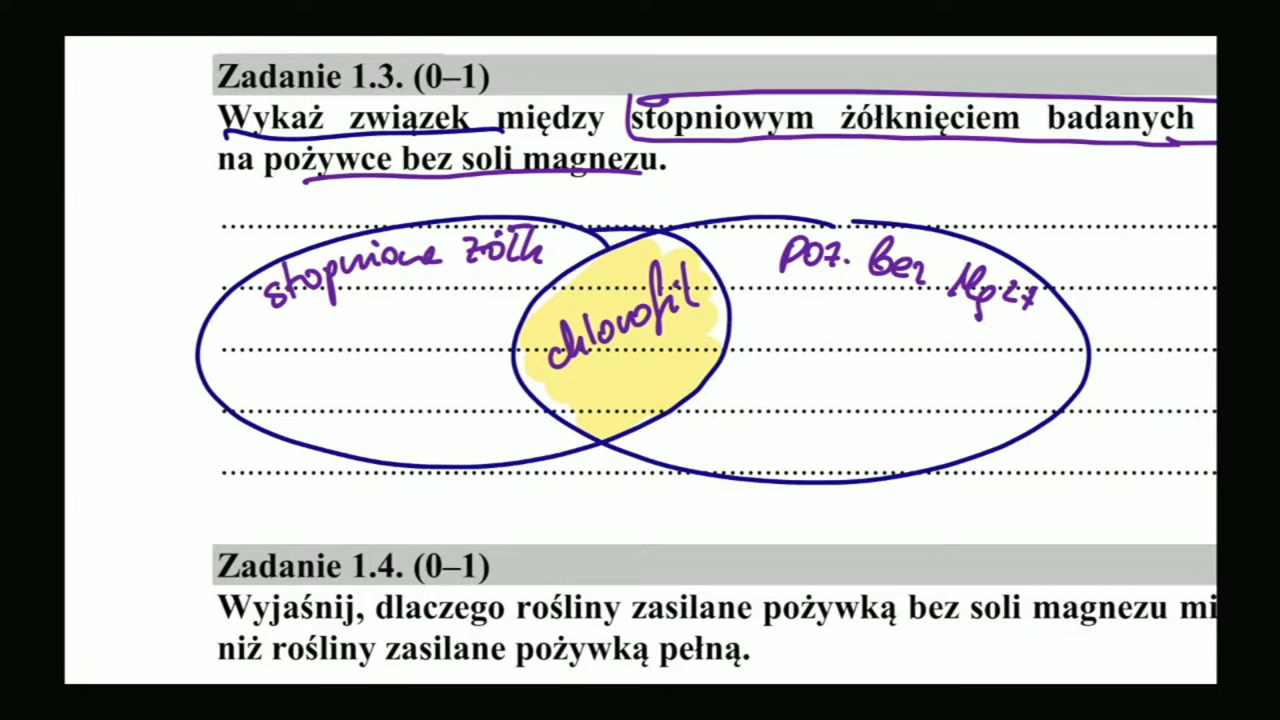 Zadanie 1.3. (0–1)
Wykaż związek między stopniowym żółknięciem badanych
na pożywce bez soli magnezu.
stopniowe żółk
chlorofil
poż. bez Mg2+
Zadanie 1.4. (0–1)
Wyjaśnij, dlaczego rośliny zasilane pożywką bez soli magnezu mi
niż rośliny zasilane pożywką pełną.